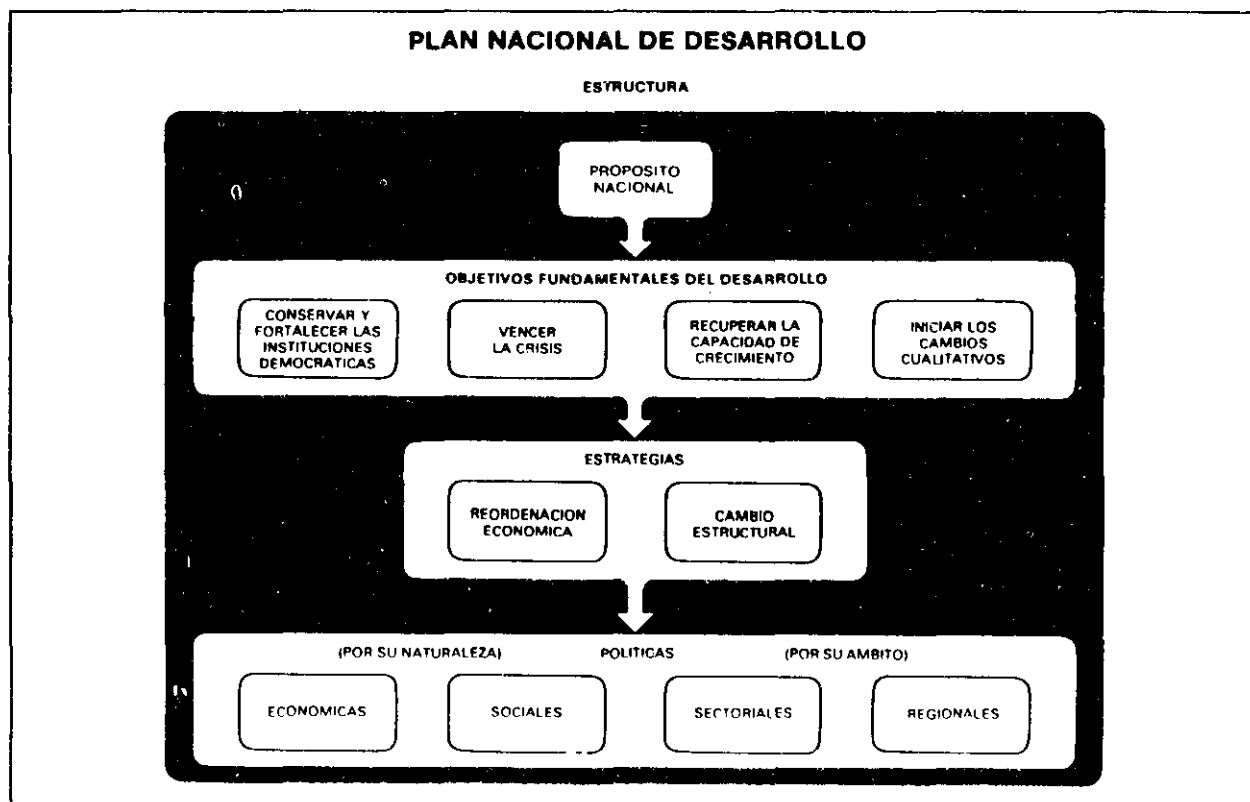 PLAN NACIONAL DE DESARROLLO
ESTRUCTURA
PROPOSITO
NACIONAL
OBJETIVOS FUNDAMENTALES DEL DESARROLLO
CONSERVAR Y
FORTALECER LAS
INSTITUCIONES
DEMOCRATICAS
VENCER
LA CRISIS
RECUPERAR LA
CAPACIDAD DE
CRECIMIENTO
INICIAR LOS
CAMBIOS
CUALITATIVOS
ESTRATEGIAS
REORDENACION
ECONOMICA
CAMBIO
ESTRUCTURAL
(POR SU NATURALEZA) POLITICAS (POR SU AMBITO)
ECONOMICAS
SOCIALES
SECTORIALES
REGIONALES